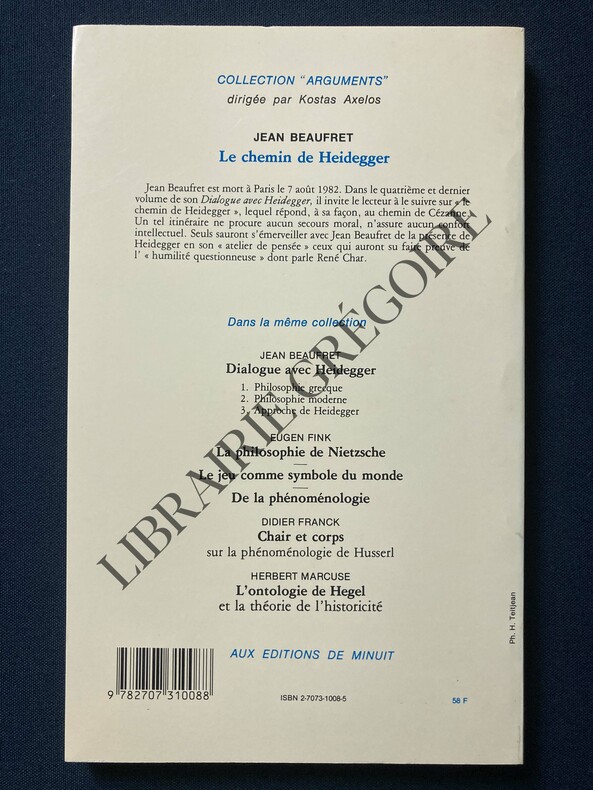 COLLECTION "ARGUMENTS"
dirigée par Kostas Axelos
JEAN BEAUFRET
Le chemin de Heidegger
Jean Beaufret est mort à Paris le 7 août 1982. Dans le quatrième et dernier
volume de son Dialogue avec Heidegger, il invite le lecteur à le suivre sur « le
chemin de Heidegger », lequel répond, à sa façon, au chemin de Cézanne.
Un tel itinéraire ne procure aucun secours moral, n'assure aucun confort
intellectuel. Seuls sauront s'émerveiller avec Jean Beaufret de la présence de
Heidegger en son « atelier de pensée » ceux qui auront su faire preuve de
l' « humilité questionneuse » dont parle René Char.
Dans la même collection
JEAN BEAUFRET
Dialogue avec Heidegger
1. Philosophie grecque
2. Philosophie moderne
3. Approche de Heidegger
EUGEN FINK
La philosophie de Nietzsche
Le jeu comme symbole du monde
De la phénoménologie
DIDIER FRANCK
Chair et corps
sur la phénoménologie de Husserl
HERBERT MARCUSE
L'ontologie de Hegel
et la théorie de l'historicité
AUX EDITIONS DE MINUIT
9 782707 310088
ISBN 2-7073-1008-5
58 F
Ph. H. Teitjean
LIBRAIRIE GRÉGOIRE